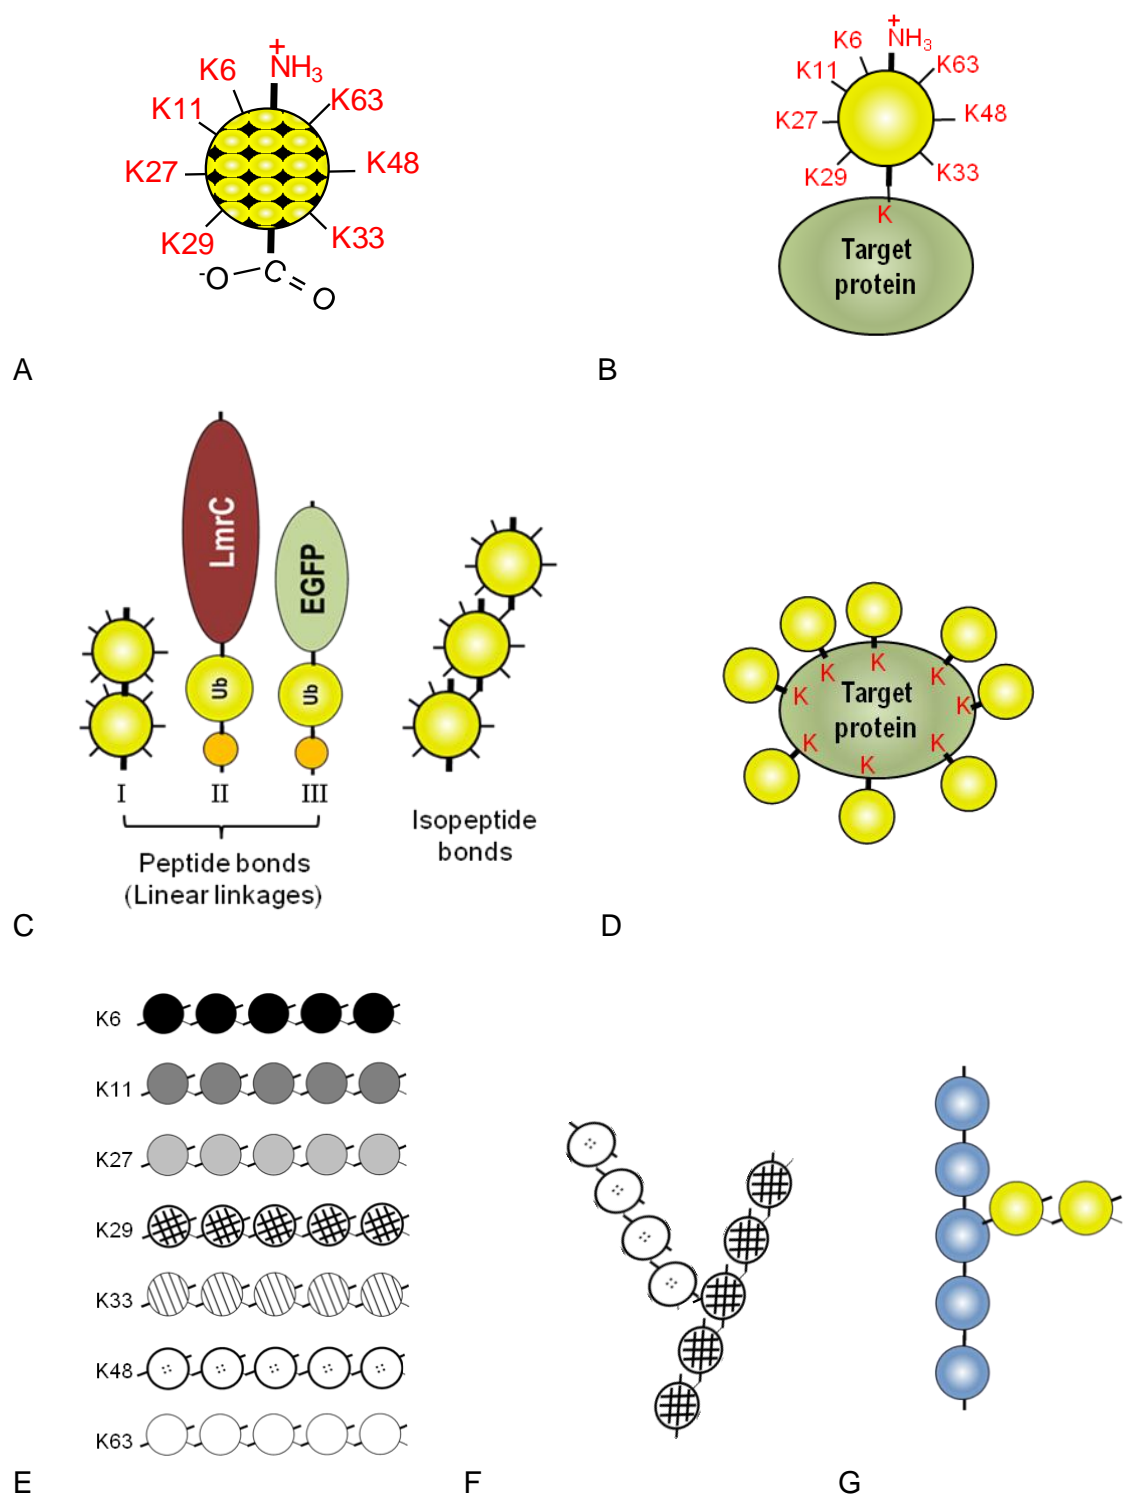 +
NH3
K6
K11
K63
K27
K48
K29
K33
-O
C
O
A
+
NH3
K6
K11
K63
K27
K48
K29
K33
K
Target
protein
B
LmrC
EGFP
Ub
Ub
I II III
Peptide bonds
(Linear linkages)
Isopeptide
bonds
C
K
K
K
K
K
K
K
K
Target
protein
D
K6
K11
K27
K29
K33
K48
K63
E
F
G